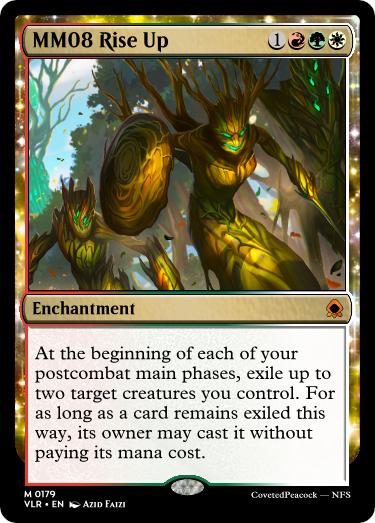 MM08 Rise Up 1
Enchantment
At the beginning of each of your
postcombat main phases, exile up to
two target creatures you control. For
as long as a card remains exiled this
way, its owner may cast it without
paying its mana cost.
M 0179
VLR • EN Azid Faizi
CovetedPeacock — NFS